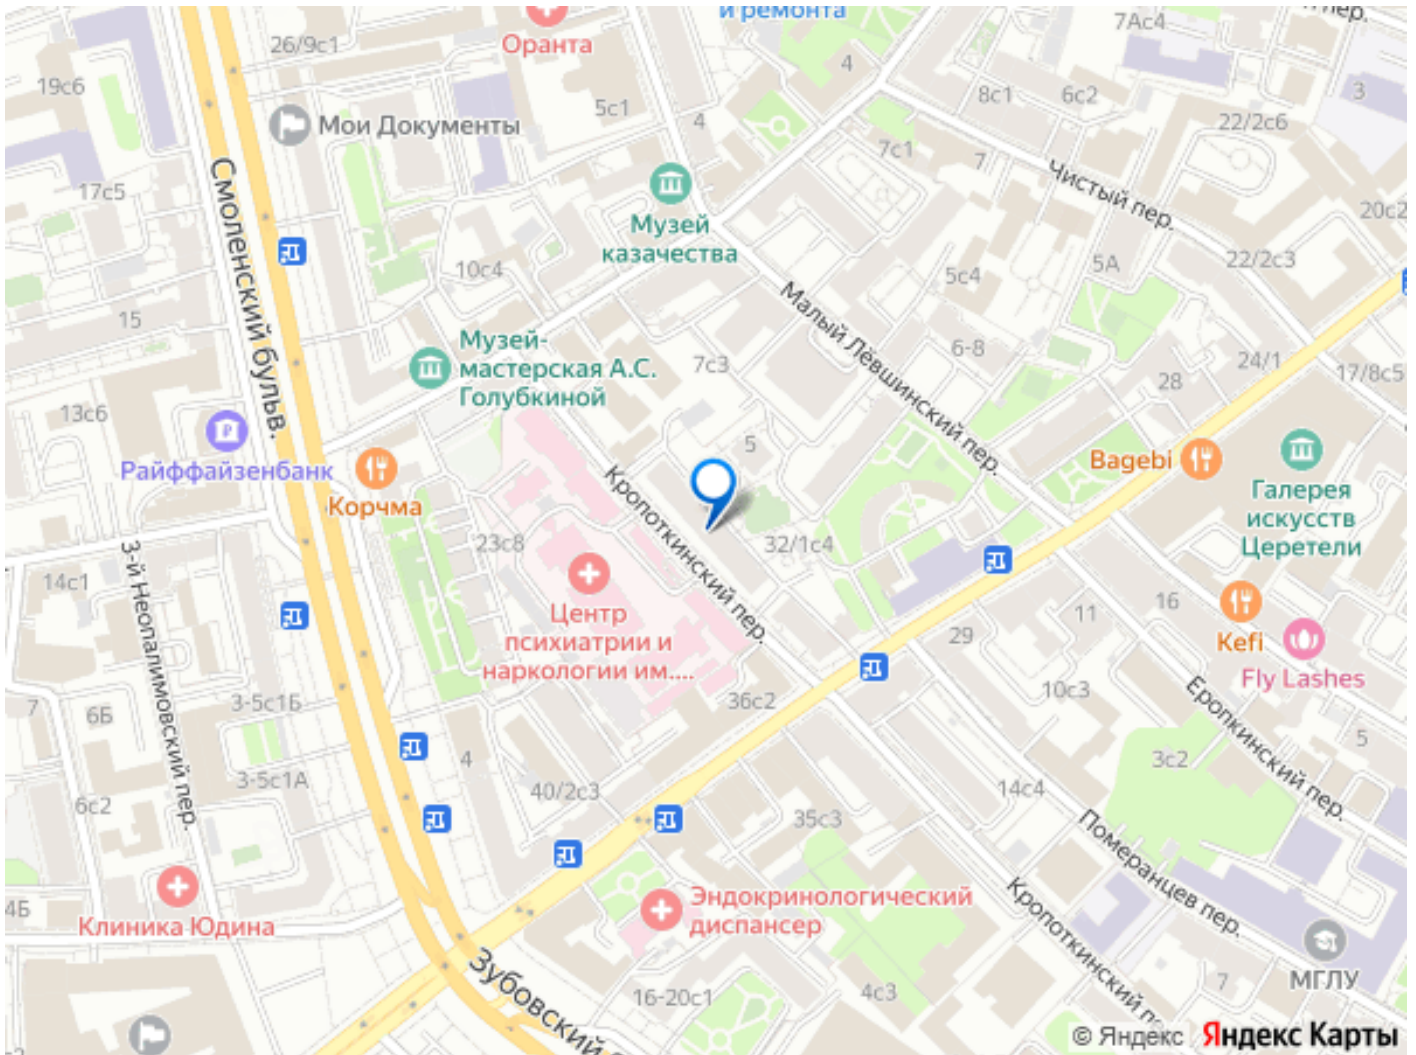 и ремонта
26/9с1
Оранта
7Ас4
пер.
19с6
4
5с1
8с1
6с2
3
Мои Документы
4
22/2с6
7с1
7
Чистый пер.
17с5
Смоленский бульв.
Музей
казачества
20с2
10с4
5с4
5А
22/2с3
15
Малый Лёвшинский пер.
Музей-
мастерская А.С.
Голубкиной
7с3
6-8
24/1
28
17/8с5
13с6
Райффайзенбанк
5
Bagebi
Галерея
искусств
Церетели
Корчма
Кропоткинский пер.
23с8
32/1с4
3-й Неопалимовский пер.
14с1
Центр
психиатрии и
наркологии им....
11
16
29
Kefi
Fly Lashes
7
6Б
3-5с1Б
36с2
10с3
Еропкинский пер.
5
4
3с2
3-5с1А
40/2с3
14с4
6с2
35с3
Померанцев пер.
4Б
Клиника Юдина
Эндокринологический
диспансер
Кропоткинский п
МГЛУ
Зубовский
16-20с1
4с3
7
© Яндекс Яндекс Карты